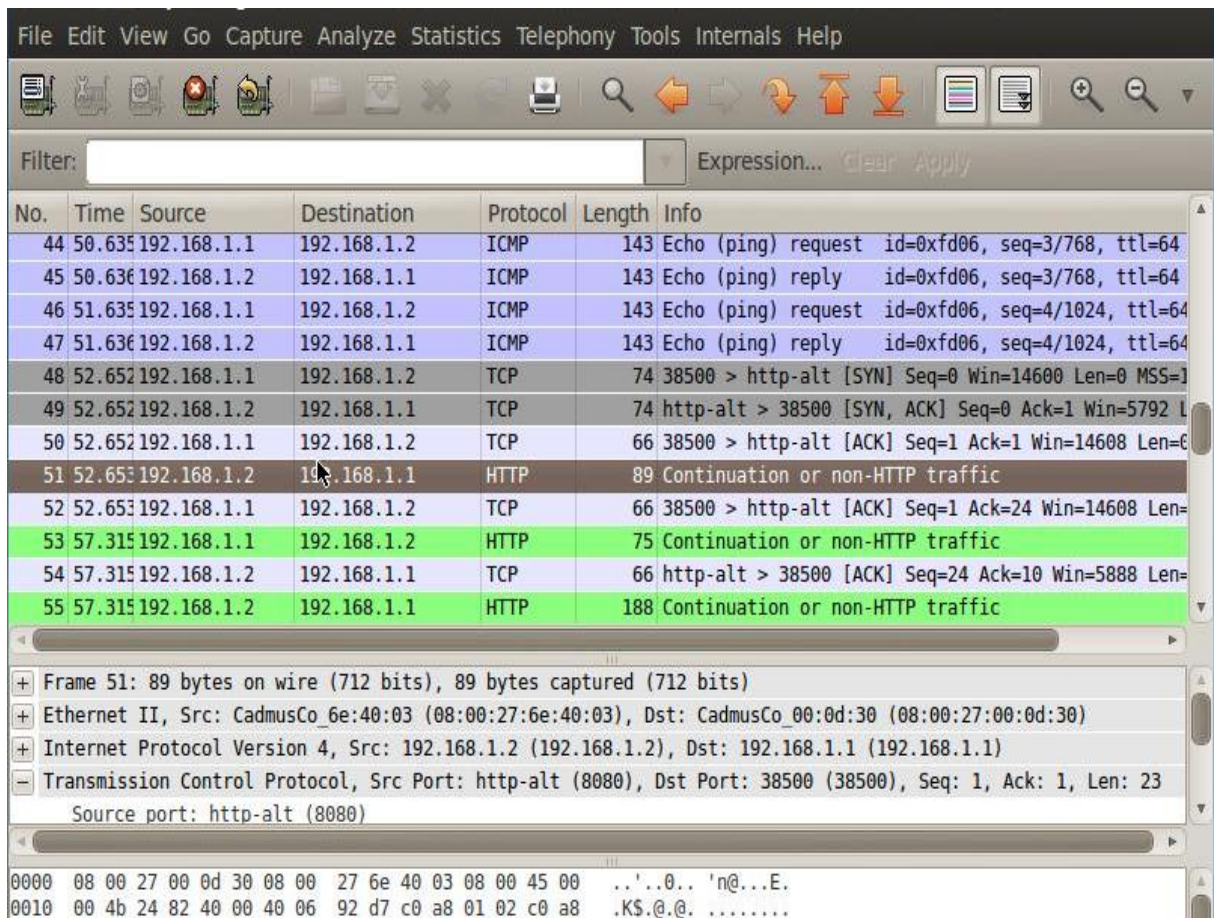 File Edit View Go Capture Analyze Statistics Telephony Tools Internals Help
Filter: Expression... Clear Apply
No. Time Source Destination Protocol Length Info
44 50.635 192.168.1.1 192.168.1.2 ICMP 143 Echo (ping) request id=0xfd06, seq=3/768, ttl=64
45 50.636 192.168.1.2 192.168.1.1 ICMP 143 Echo (ping) reply id=0xfd06, seq=3/768, ttl=64
46 51.635 192.168.1.1 192.168.1.2 ICMP 143 Echo (ping) request id=0xfd06, seq=4/1024, ttl=64
47 51.636 192.168.1.2 192.168.1.1 ICMP 143 Echo (ping) reply id=0xfd06, seq=4/1024, ttl=64
48 52.652 192.168.1.1 192.168.1.2 TCP 74 38500 > http-alt [SYN] Seq=0 Win=14600 Len=0 MSS=1
49 52.652 192.168.1.2 192.168.1.1 TCP 74 http-alt > 38500 [SYN, ACK] Seq=0 Ack=1 Win=5792 L
50 52.652 192.168.1.1 192.168.1.2 TCP 66 38500 > http-alt [ACK] Seq=1 Ack=1 Win=14608 Len=0
51 52.653 192.168.1.2 192.168.1.1 HTTP 89 Continuation or non-HTTP traffic
52 52.653 192.168.1.1 192.168.1.2 TCP 66 38500 > http-alt [ACK] Seq=1 Ack=24 Win=14608 Len=
53 57.315 192.168.1.1 192.168.1.2 HTTP 75 Continuation or non-HTTP traffic
54 57.315 192.168.1.2 192.168.1.1 TCP 66 http-alt > 38500 [ACK] Seq=24 Ack=10 Win=5888 Len=
55 57.315 192.168.1.2 192.168.1.1 HTTP 188 Continuation or non-HTTP traffic
Frame 51: 89 bytes on wire (712 bits), 89 bytes captured (712 bits)
Ethernet II, Src: CadmusCo_6e:40:03 (08:00:27:6e:40:03), Dst: CadmusCo_00:0d:30 (08:00:27:00:0d:30)
Internet Protocol Version 4, Src: 192.168.1.2 (192.168.1.2), Dst: 192.168.1.1 (192.168.1.1)
Transmission Control Protocol, Src Port: http-alt (8080), Dst Port: 38500 (38500), Seq: 1, Ack: 1, Len: 23
Source port: http-alt (8080)
0000 08 00 27 00 0d 30 08 00 27 6e 40 03 08 00 45 00 ..'..0.. 'n@...E.
0010 00 4b 24 82 40 00 40 06 92 d7 c0 a8 01 02 c0 a8 .K$.@.@. ........